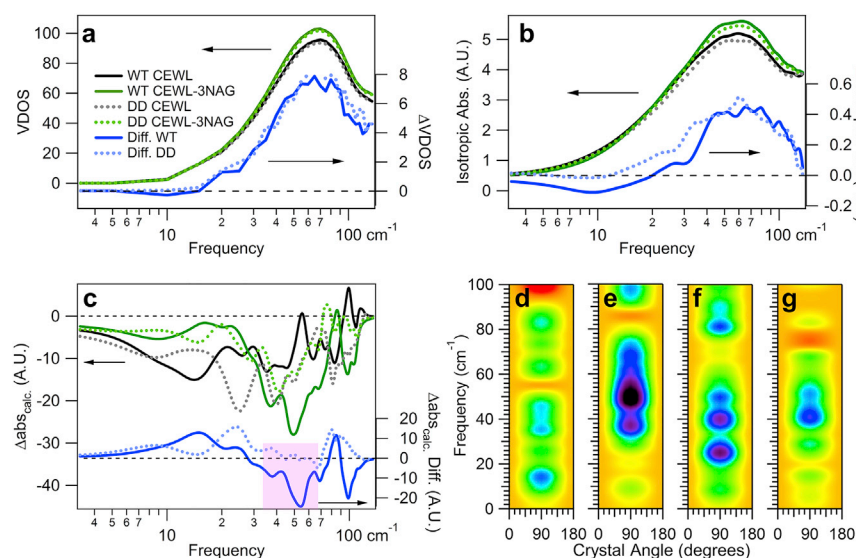 a
VDOS
100
80
60
40
20
0
WT CEWL
WT CEWL-3NAG
DD CEWL
DD CEWL-3NAG
Diff. WT
Diff. DD
8
6
4
2
0
ΔVDOS
4 5 6 7 10 2 3 4 5 6 7 100 cm⁻¹
Frequency
b
Isotropic Abs. (A.U.)
5
4
3
2
1
0
0.6
0.4
0.2
0.0
-0.2
4 5 6 7 10 2 3 4 5 6 7 100 cm⁻¹
Frequency
c
Δabscalc. (A.U.)
0
-10
-20
-30
-40
20
10
0
-10
-20
Δabscalc. Diff. (A.U.)
4 5 6 7 10 2 3 4 5 6 7 100 cm⁻¹
Frequency
d e f g
Frequency (cm⁻¹)
100
80
60
40
20
0
0 90 180 0 90 180 0 90 180 0 90 180
Crystal Angle (degrees)